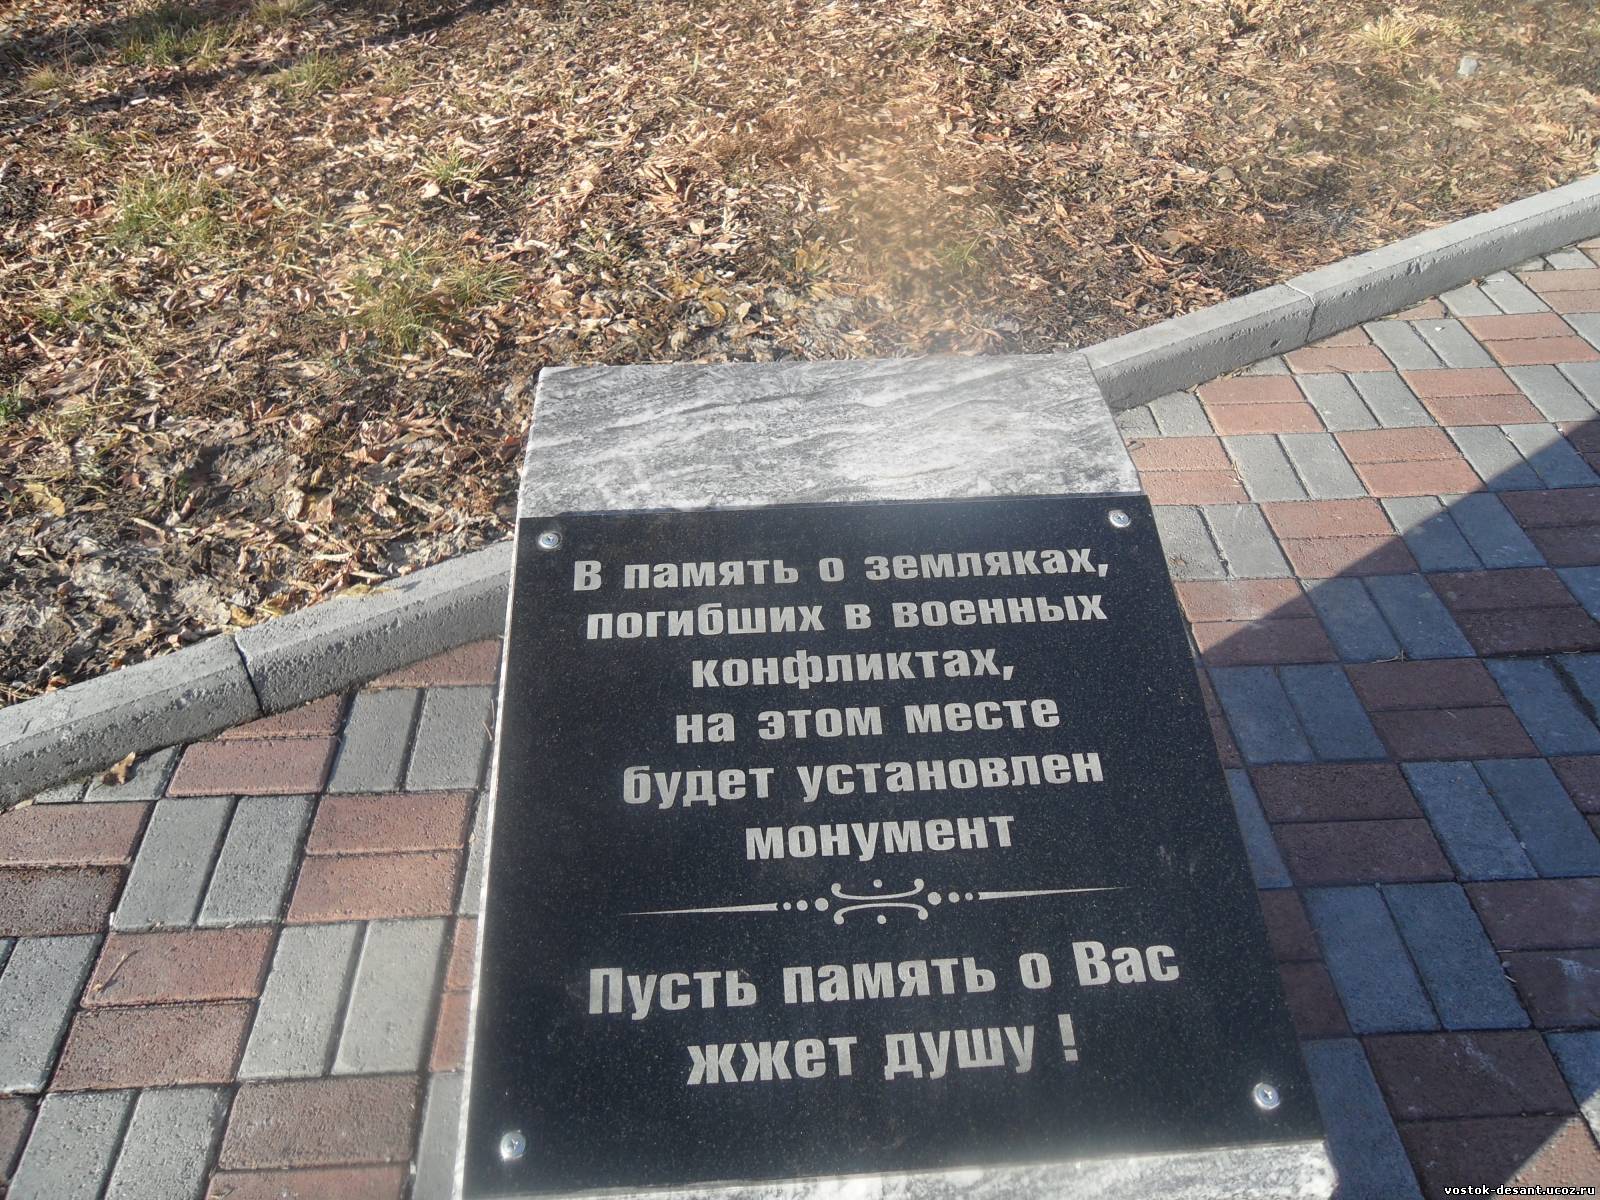 В память о земляках,
погибших в военных
конфликтах,
на этом месте
будет установлен
монумент
Пусть память о Вас
жжет душу !
vostok-desant.ucoz.ru